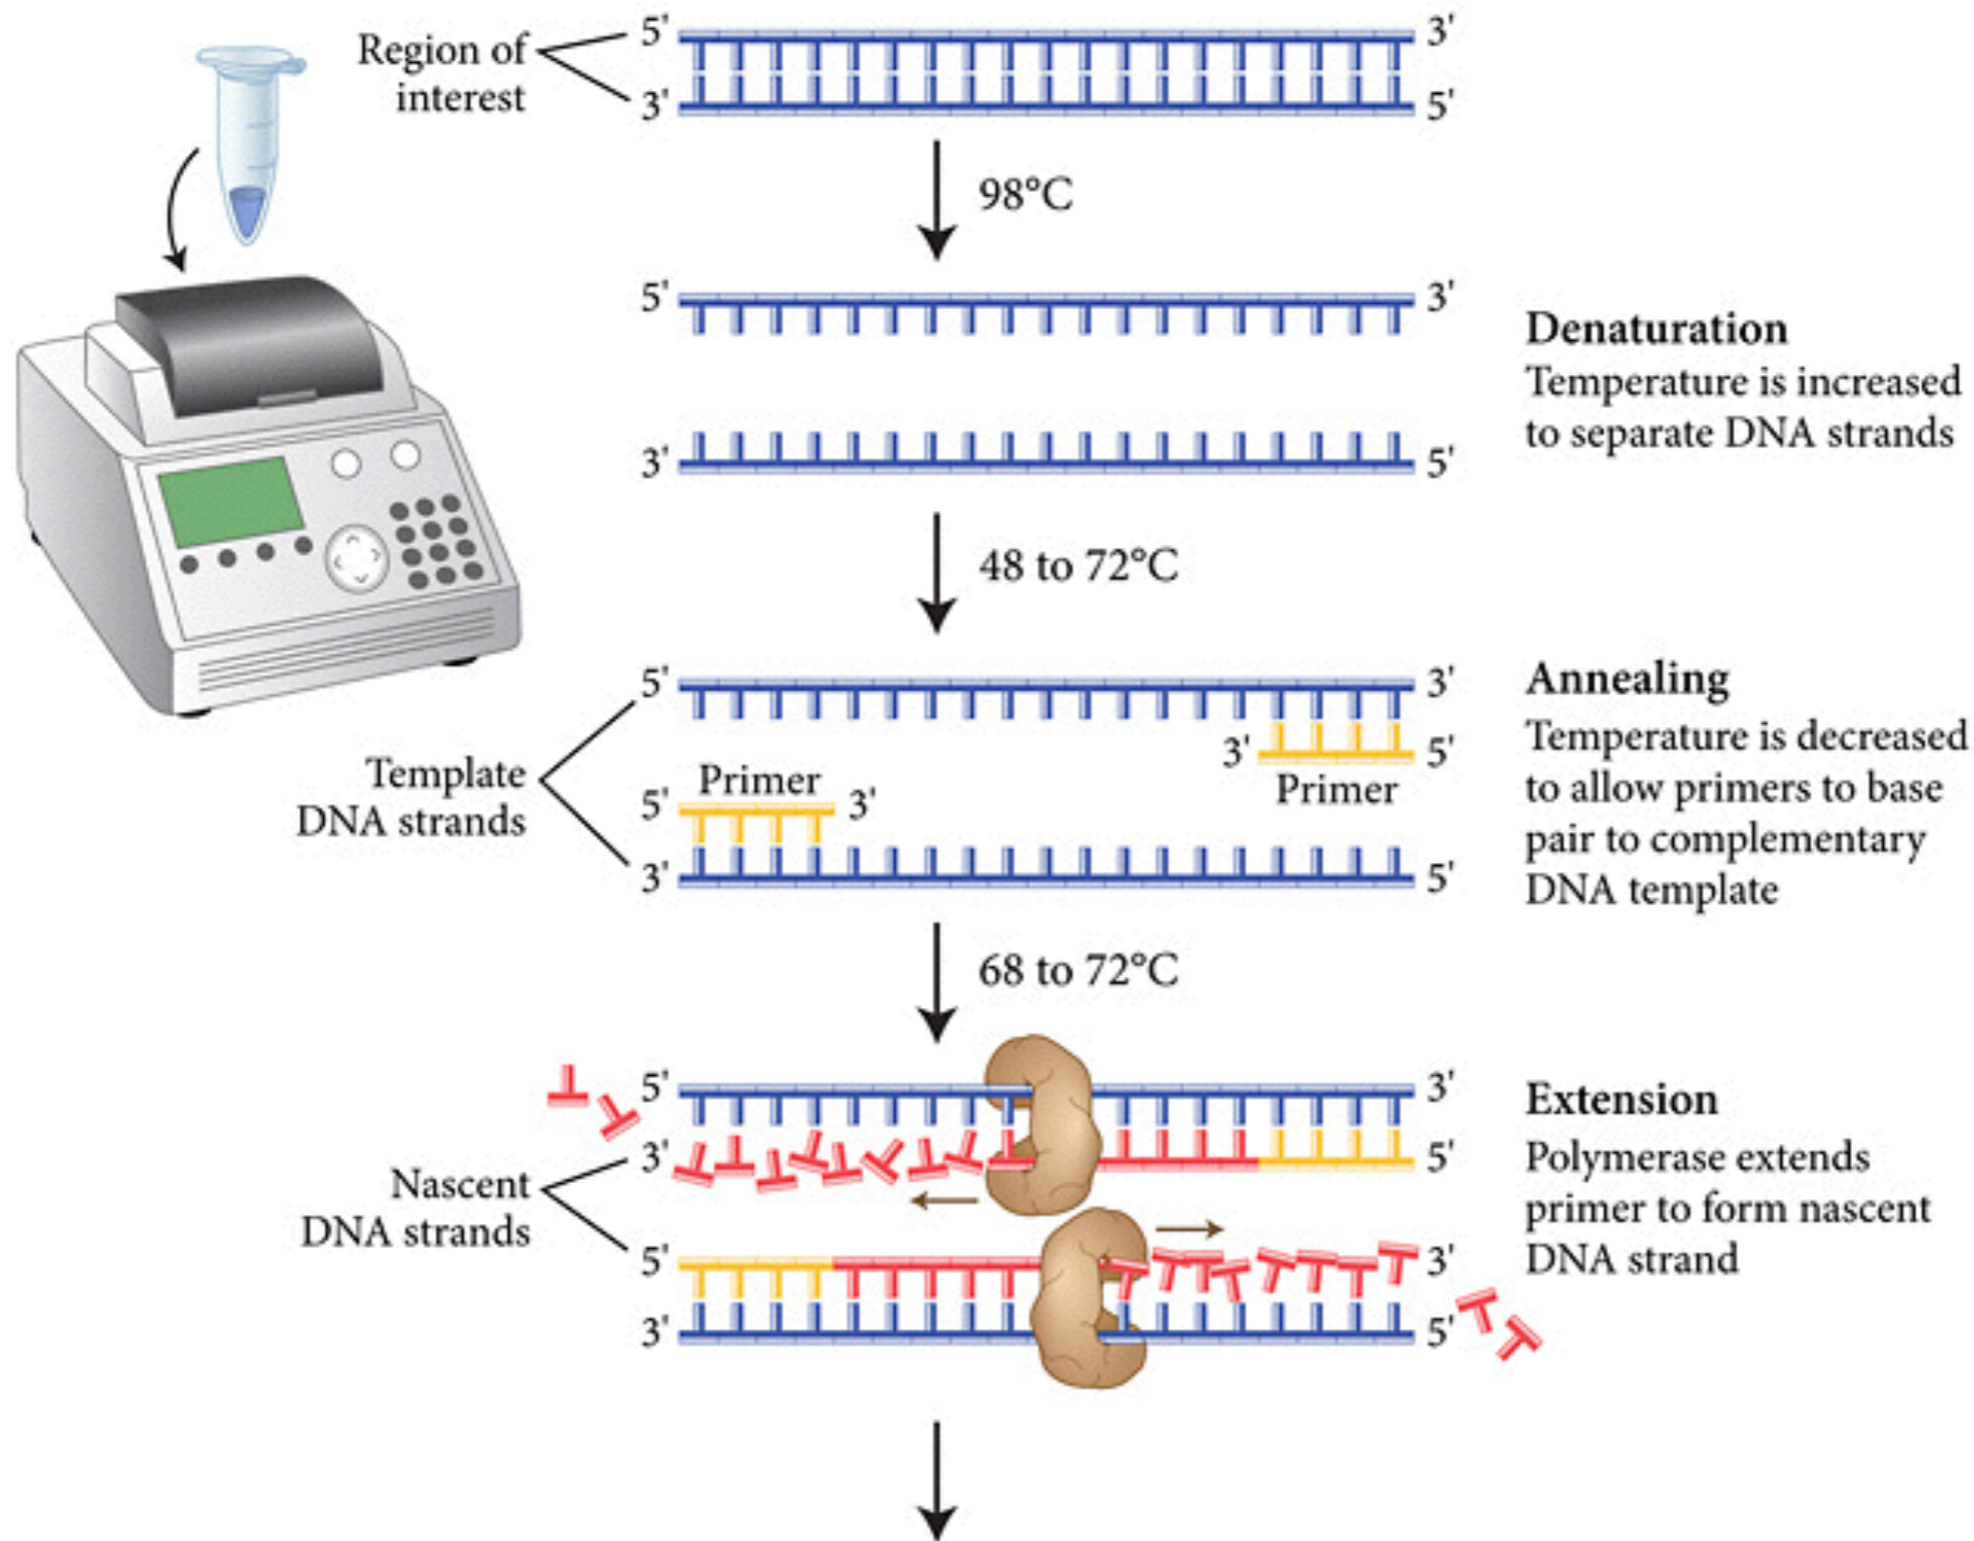 Region of
interest
5' 3'
3' 5'
98°C
5' 3'
3' 5'
Denaturation
Temperature is increased
to separate DNA strands
48 to 72°C
Template
DNA strands
5' 3'
3' 5'
Primer
Primer
5' 3'
3' 5'
Annealing
Temperature is decreased
to allow primers to base
pair to complementary
DNA template
68 to 72°C
Nascent
DNA strands
5' 3'
3' 5'
5' 3'
3' 5'
Extension
Polymerase extends
primer to form nascent
DNA strand